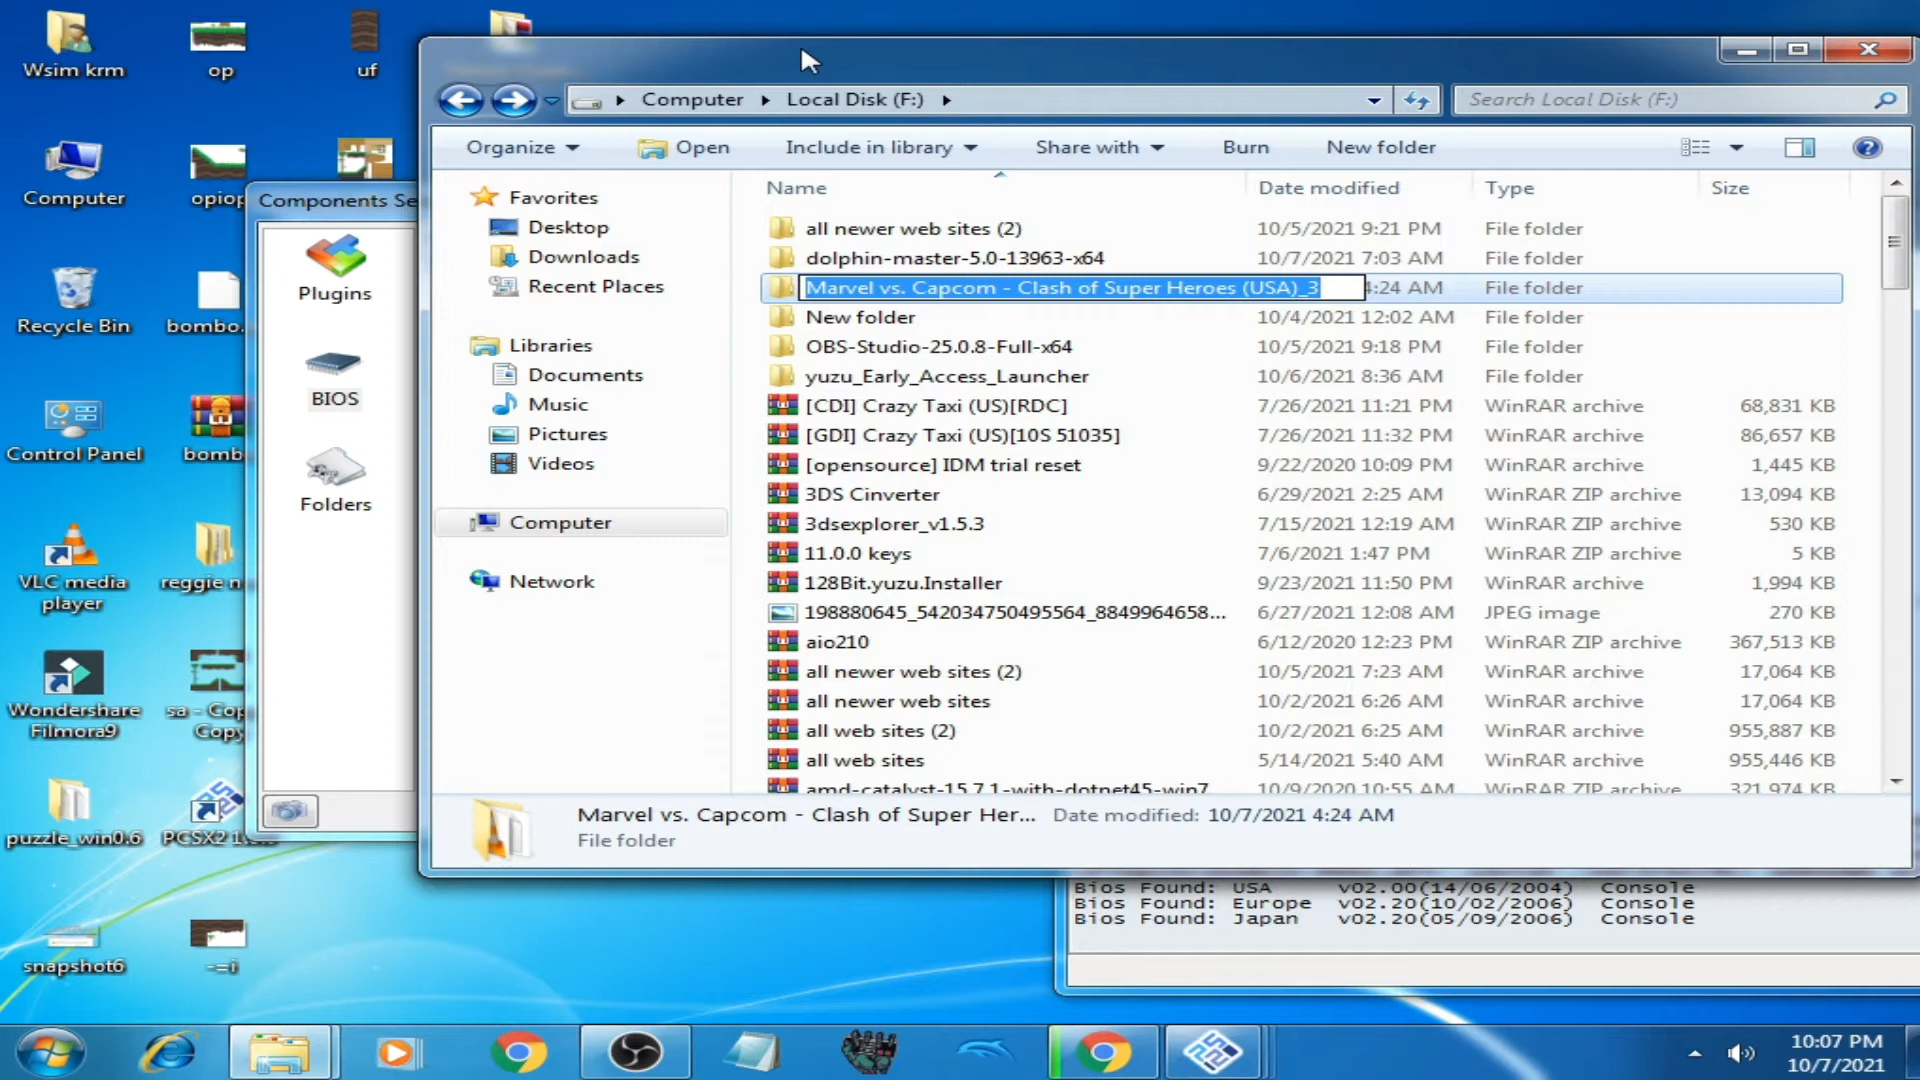 Wsim krm
op
uf
Computer
opiop
Recycle Bin
bombo.
Control Panel
bomb
VLC media
player
reggie n
Wondershare
Filmora9
sa - Cop
Copy
puzzle_win0.6
PCSX2 1.
snapshot6
-=i
Components Se
Plugins
BIOS
Folders
Computer
Local Disk (F:)
Search Local Disk (F:)
Organize
Open
Include in library
Share with
Burn
New folder
Favorites
Desktop
Downloads
Recent Places
Libraries
Documents
Music
Pictures
Videos
Computer
Network
Name Date modified Type Size
all newer web sites (2) 10/5/2021 9:21 PM File folder
dolphin-master-5.0-13963-x64 10/7/2021 7:03 AM File folder
Marvel vs. Capcom - Clash of Super Heroes (USA)_3 4:24 AM File folder
New folder 10/4/2021 12:02 AM File folder
OBS-Studio-25.0.8-Full-x64 10/5/2021 9:18 PM File folder
yuzu_Early_Access_Launcher 10/6/2021 8:36 AM File folder
[CDI] Crazy Taxi (US)[RDC] 7/26/2021 11:21 PM WinRAR archive 68,831 KB
[GDI] Crazy Taxi (US)[10S 51035] 7/26/2021 11:32 PM WinRAR archive 86,657 KB
[opensource] IDM trial reset 9/22/2020 10:09 PM WinRAR archive 1,445 KB
3DS Cinverter 6/29/2021 2:25 AM WinRAR ZIP archive 13,094 KB
3dsexplorer_v1.5.3 7/15/2021 12:19 AM WinRAR ZIP archive 530 KB
11.0.0 keys 7/6/2021 1:47 PM WinRAR ZIP archive 5 KB
128Bit.yuzu.Installer 9/23/2021 11:50 PM WinRAR archive 1,994 KB
198880645_542034750495564_8849964658... 6/27/2021 12:08 AM JPEG image 270 KB
aio210 6/12/2020 12:23 PM WinRAR ZIP archive 367,513 KB
all newer web sites (2) 10/5/2021 7:23 AM WinRAR archive 17,064 KB
all newer web sites 10/2/2021 6:26 AM WinRAR archive 17,064 KB
all web sites (2) 10/2/2021 6:25 AM WinRAR archive 955,887 KB
all web sites 5/14/2021 5:40 AM WinRAR archive 955,446 KB
amd-catalyst-15.7.1-with-dotnet45-win7 10/9/2020 10:55 AM WinRAR ZIP archive 321,974 KB
Marvel vs. Capcom - Clash of Super Her... Date modified: 10/7/2021 4:24 AM
File folder
Bios Found: USA v02.00(14/06/2004) Console
Bios Found: Europe v02.20(10/02/2006) Console
Bios Found: Japan v02.20(05/09/2006) Console
10:07 PM
10/7/2021